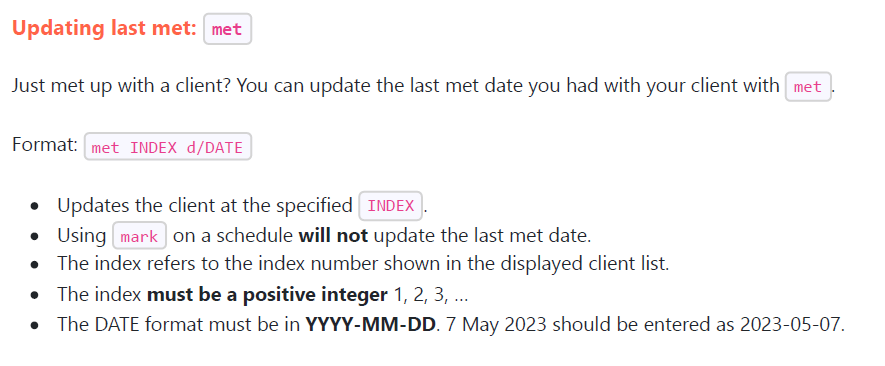 Updating last met: met
Just met up with a client? You can update the last met date you had with your client with met.
Format: met INDEX d/DATE
• Updates the client at the specified INDEX.
• Using mark on a schedule will not update the last met date.
• The index refers to the index number shown in the displayed client list.
• The index must be a positive integer 1, 2, 3, …
• The DATE format must be in YYYY-MM-DD. 7 May 2023 should be entered as 2023-05-07.